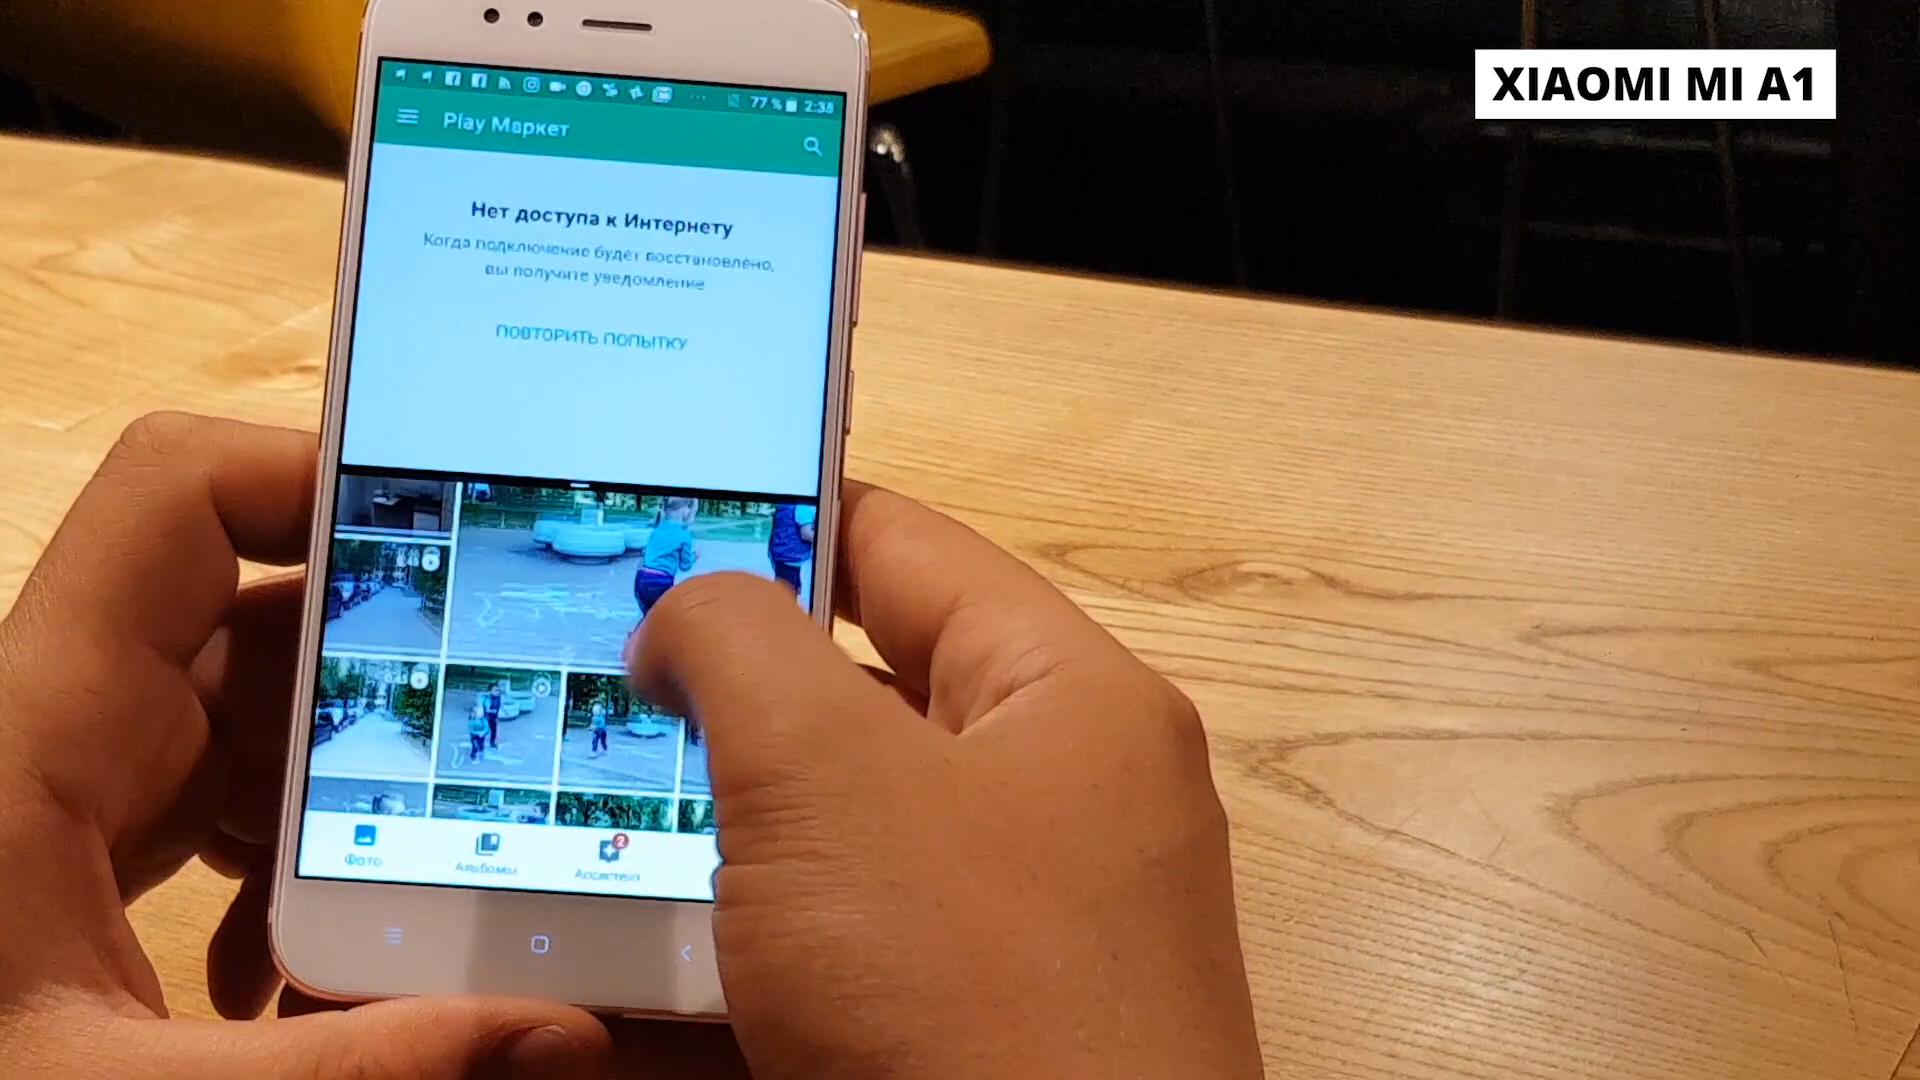 XIAOMI MI A1
77 % 2:38
Play Маркет
Нет доступа к Интернету
Когда подключение будет восстановлено,
вы получите уведомление
ПОВТОРИТЬ ПОПЫТКУ
2
Фото Альбомы Ассистент